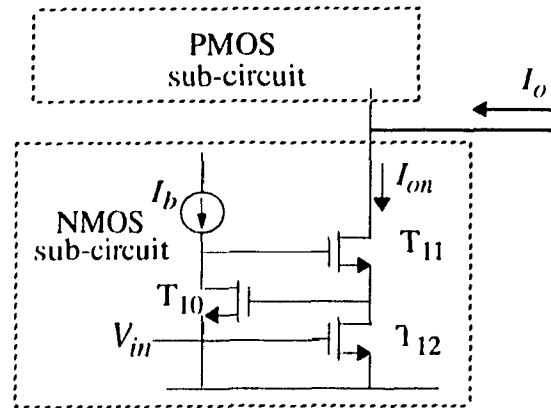 PMOS
sub-circuit
I_o
I_on
I_b
NMOS
sub-circuit
T_11
T_10
V_in
T_12